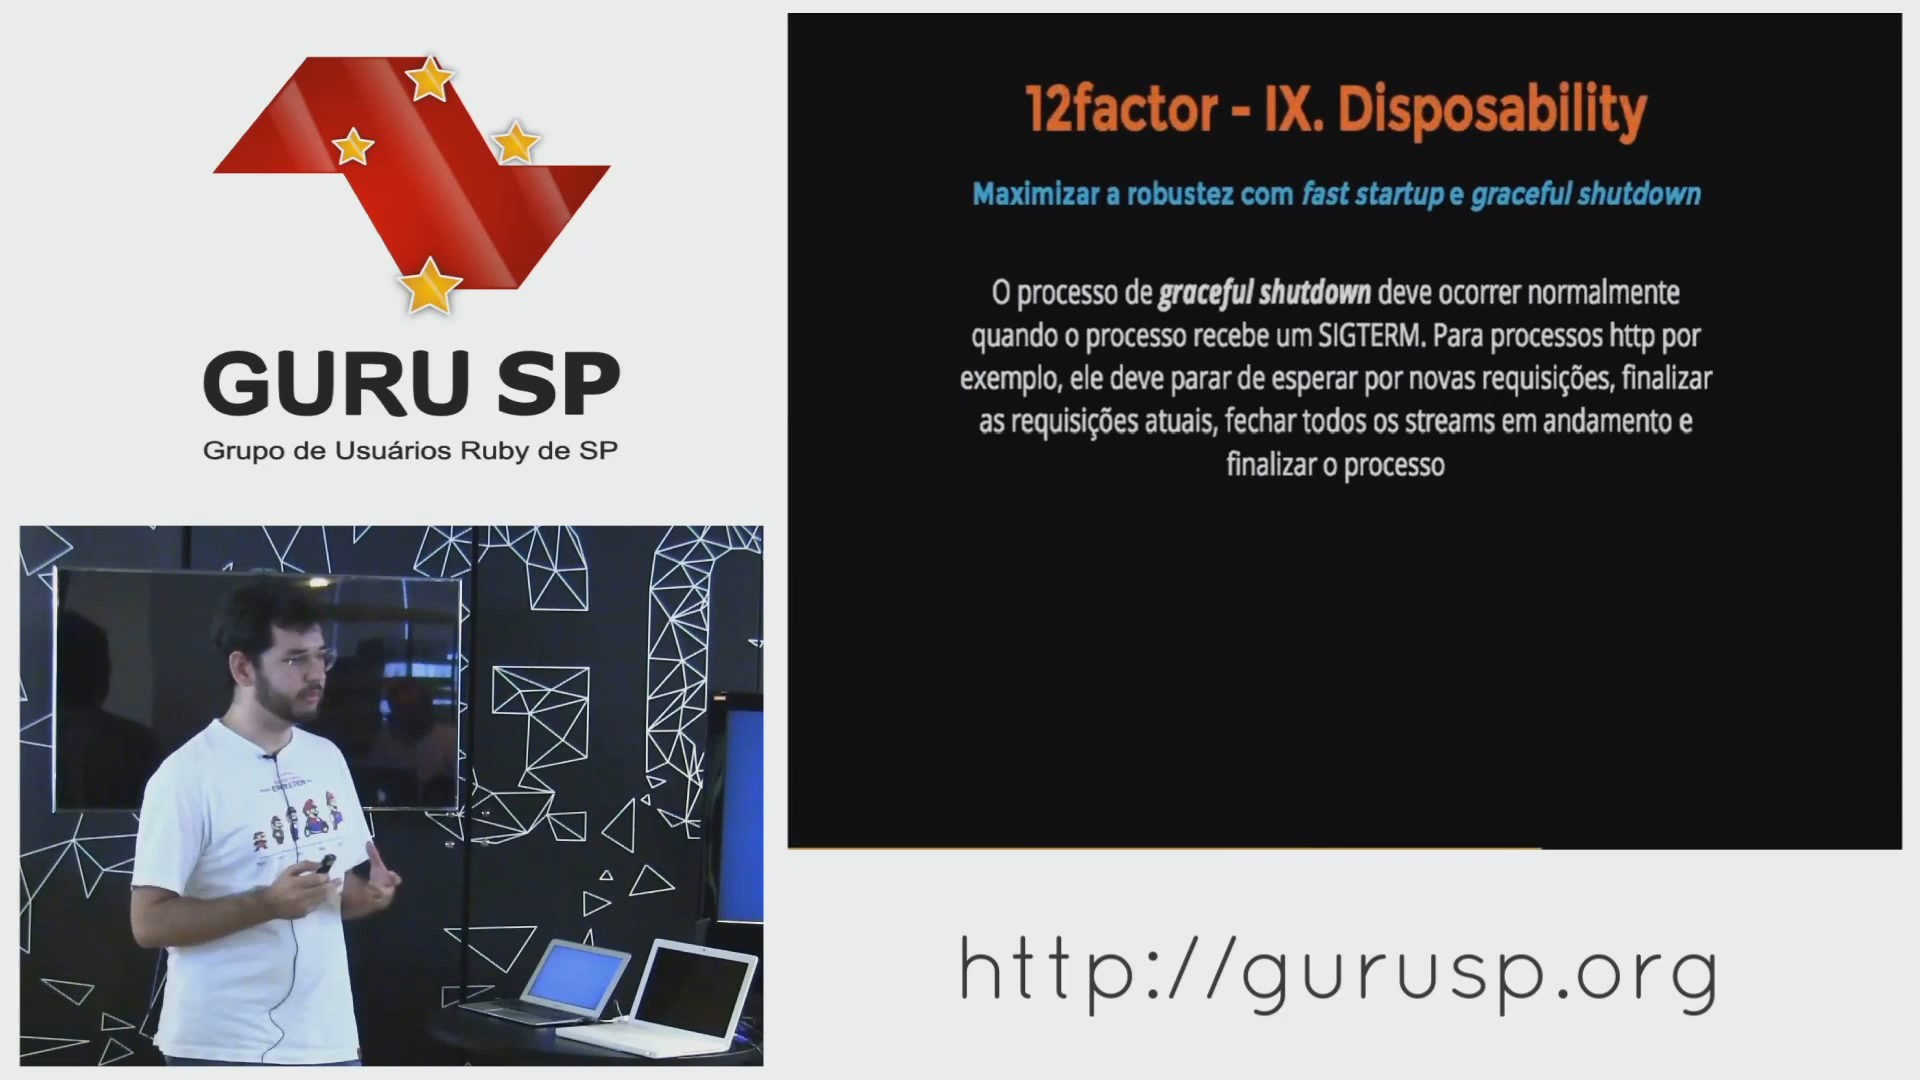 GURU SP
Grupo de Usuários Ruby de SP
12factor - IX. Disposability
Maximizar a robustez com fast startup e graceful shutdown
O processo de graceful shutdown deve ocorrer normalmente
quando o processo recebe um SIGTERM. Para processos http por
exemplo, ele deve parar de esperar por novas requisições, finalizar
as requisições atuais, fechar todos os streams em andamento e
finalizar o processo
http://gurusp.org